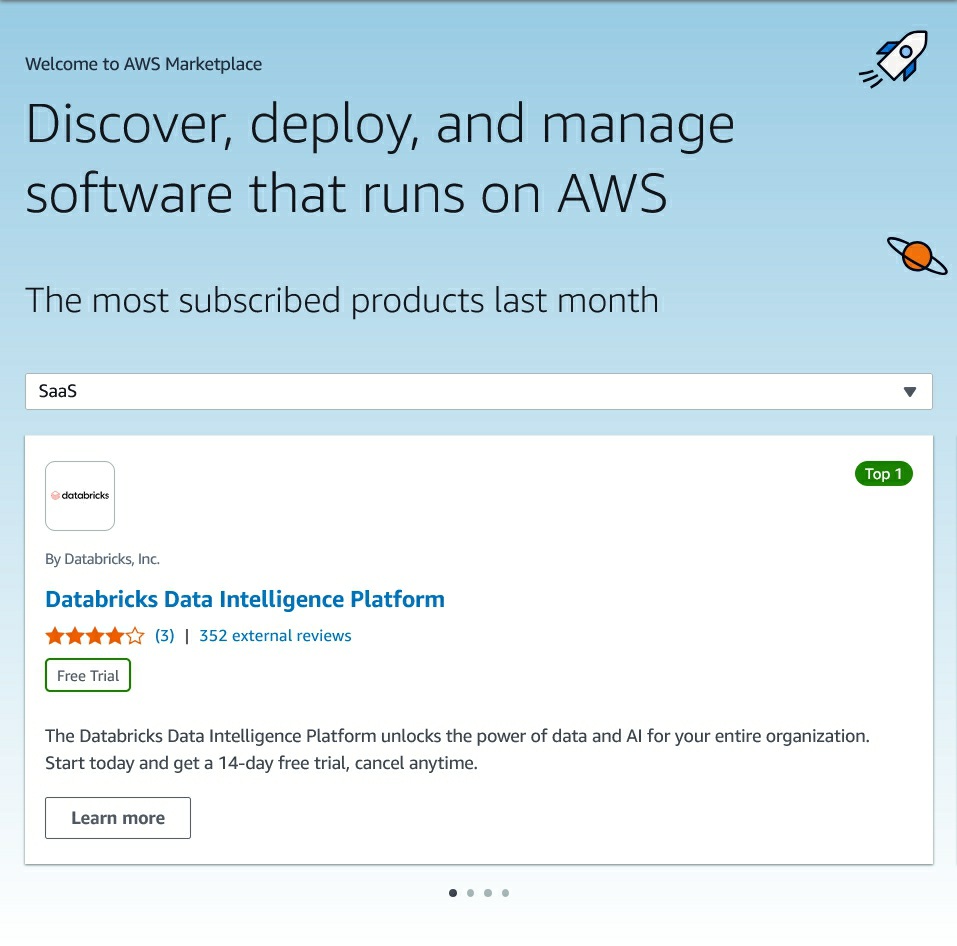 Welcome to AWS Marketplace
Discover, deploy, and manage
software that runs on AWS
The most subscribed products last month
SaaS
databricks
Top 1
By Databricks, Inc.
Databricks Data Intelligence Platform
(3) | 352 external reviews
Free Trial
The Databricks Data Intelligence Platform unlocks the power of data and AI for your entire organization.
Start today and get a 14-day free trial, cancel anytime.
Learn more